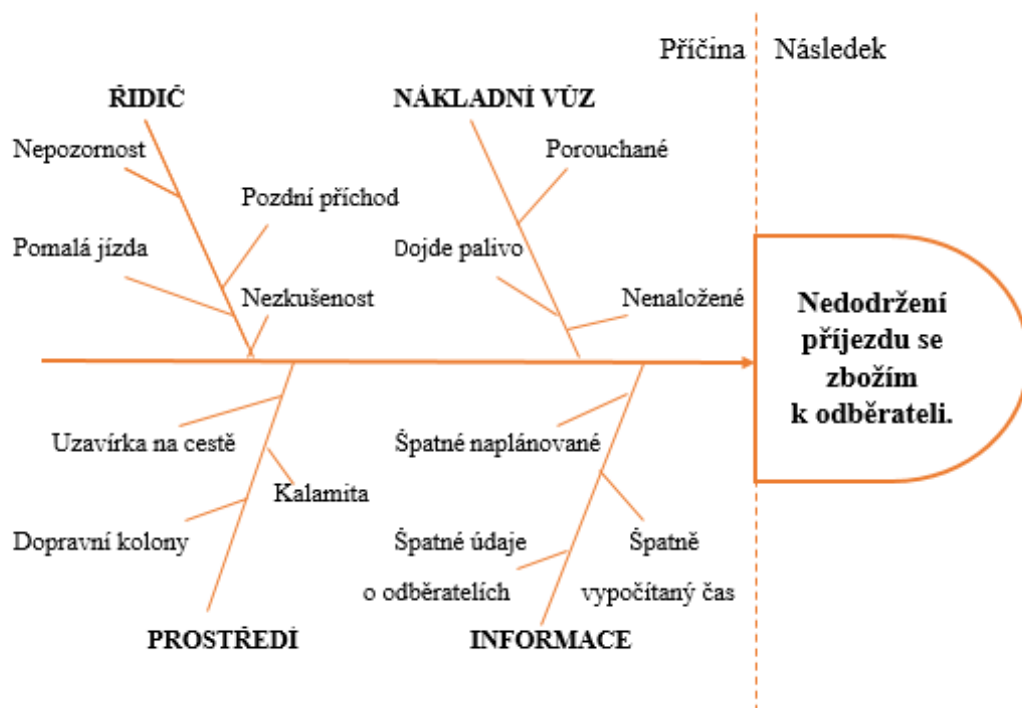 Příčina
Následek
ŘIDIČ
NÁKLADNÍ VŮZ
Nepozornost
Porouchané
Pozdní příchod
Pomalá jízda
Dojde palivo
Nezkušenost
Nenaložené
Nedodržení
příjezdu se
zbožím
k odběrateli.
Uzavírka na cestě
Špatné naplánované
Kalamita
Dopravní kolony
Špatné údaje
o odběratelích
Špatně
vypočítaný čas
PROSTŘEDÍ
INFORMACE